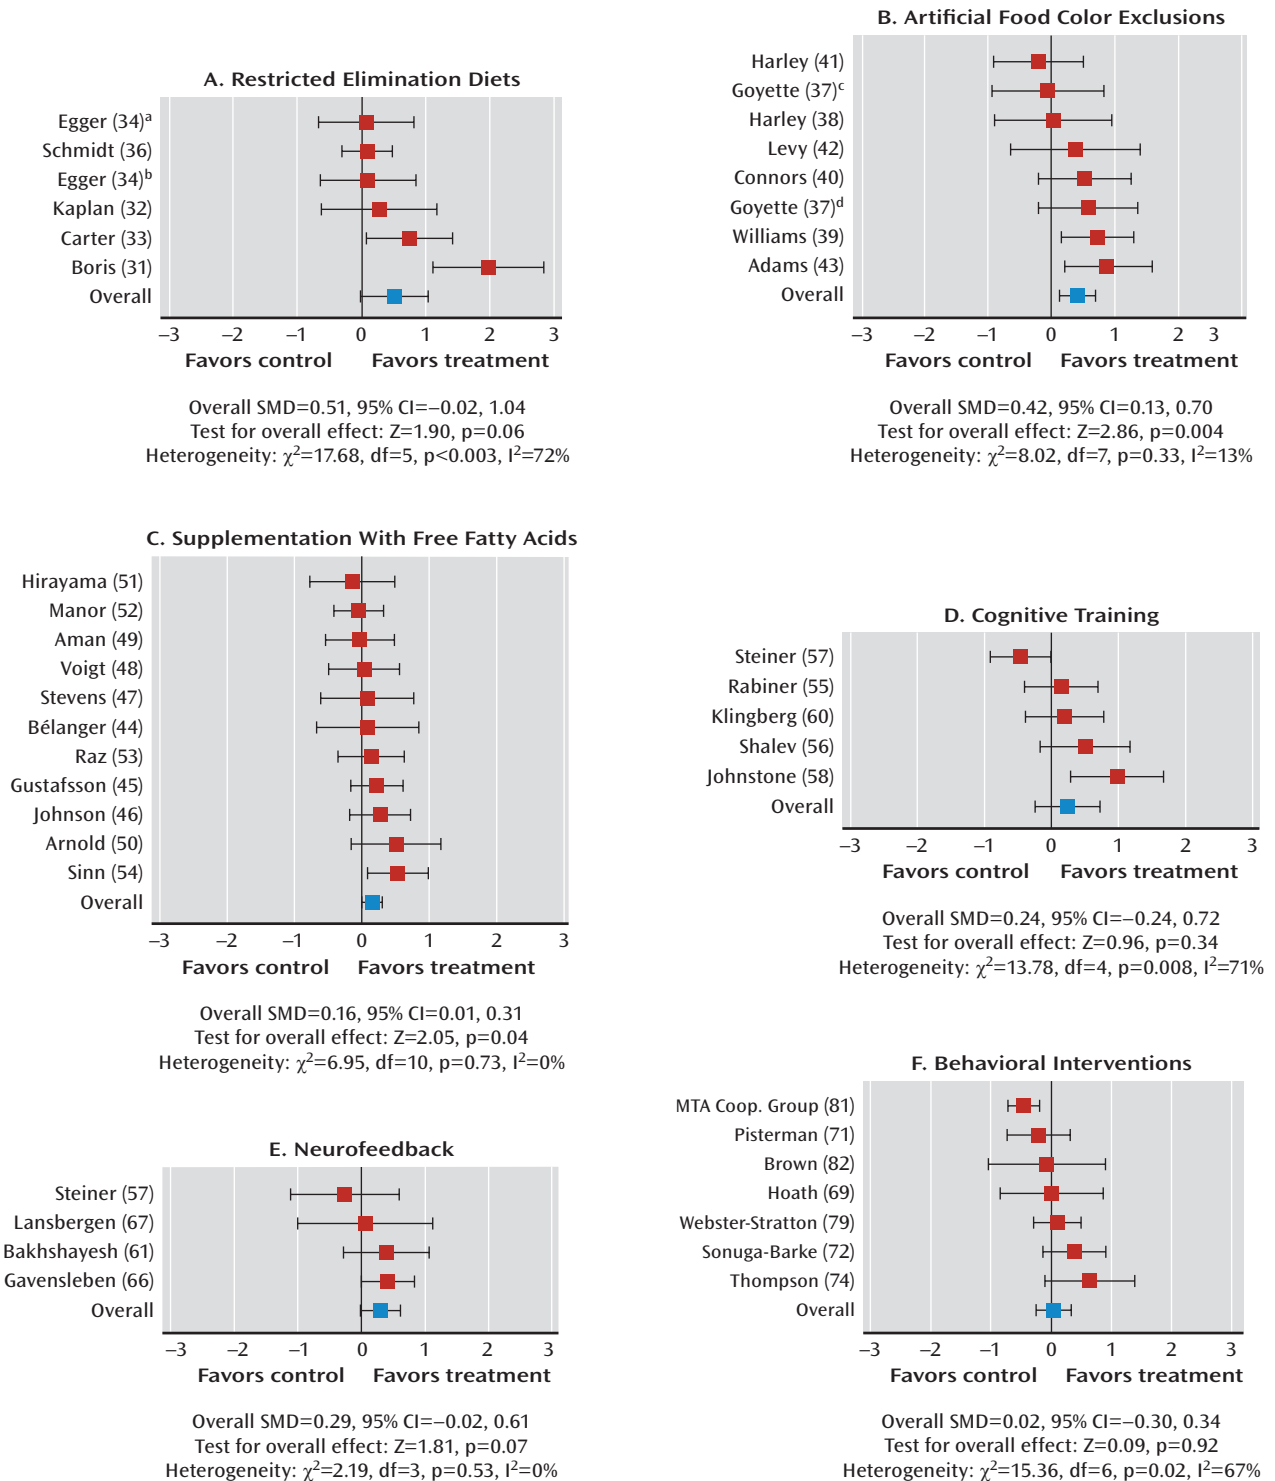 A. Restricted Elimination Diets
Egger (34)ᵃ
Schmidt (36)
Egger (34)ᵇ
Kaplan (32)
Carter (33)
Boris (31)
Overall
−3 −2 −1 0 1 2 3
Favors control Favors treatment
Overall SMD=0.51, 95% CI=−0.02, 1.04
Test for overall effect: Z=1.90, p=0.06
Heterogeneity: χ²=17.68, df=5, p<0.003, I²=72%
B. Artificial Food Color Exclusions
Harley (41)
Goyette (37)ᶜ
Harley (38)
Levy (42)
Connors (40)
Goyette (37)ᵈ
Williams (39)
Adams (43)
Overall
−3 −2 −1 0 1 2 3
Favors control Favors treatment
Overall SMD=0.42, 95% CI=0.13, 0.70
Test for overall effect: Z=2.86, p=0.004
Heterogeneity: χ²=8.02, df=7, p=0.33, I²=13%
C. Supplementation With Free Fatty Acids
Hirayama (51)
Manor (52)
Aman (49)
Voigt (48)
Stevens (47)
Bélanger (44)
Raz (53)
Gustafsson (45)
Johnson (46)
Arnold (50)
Sinn (54)
Overall
−3 −2 −1 0 1 2 3
Favors control Favors treatment
Overall SMD=0.16, 95% CI=0.01, 0.31
Test for overall effect: Z=2.05, p=0.04
Heterogeneity: χ²=6.95, df=10, p=0.73, I²=0%
D. Cognitive Training
Steiner (57)
Rabiner (55)
Klingberg (60)
Shalev (56)
Johnstone (58)
Overall
−3 −2 −1 0 1 2 3
Favors control Favors treatment
Overall SMD=0.24, 95% CI=−0.24, 0.72
Test for overall effect: Z=0.96, p=0.34
Heterogeneity: χ²=13.78, df=4, p=0.008, I²=71%
E. Neurofeedback
Steiner (57)
Lansbergen (67)
Bakhshayesh (61)
Gavensleben (66)
Overall
−3 −2 −1 0 1 2 3
Favors control Favors treatment
Overall SMD=0.29, 95% CI=−0.02, 0.61
Test for overall effect: Z=1.81, p=0.07
Heterogeneity: χ²=2.19, df=3, p=0.53, I²=0%
F. Behavioral Interventions
MTA Coop. Group (81)
Pisterman (71)
Brown (82)
Hoath (69)
Webster-Stratton (79)
Sonuga-Barke (72)
Thompson (74)
Overall
−3 −2 −1 0 1 2 3
Favors control Favors treatment
Overall SMD=0.02, 95% CI=−0.30, 0.34
Test for overall effect: Z=0.09, p=0.92
Heterogeneity: χ²=15.36, df=6, p=0.02, I²=67%